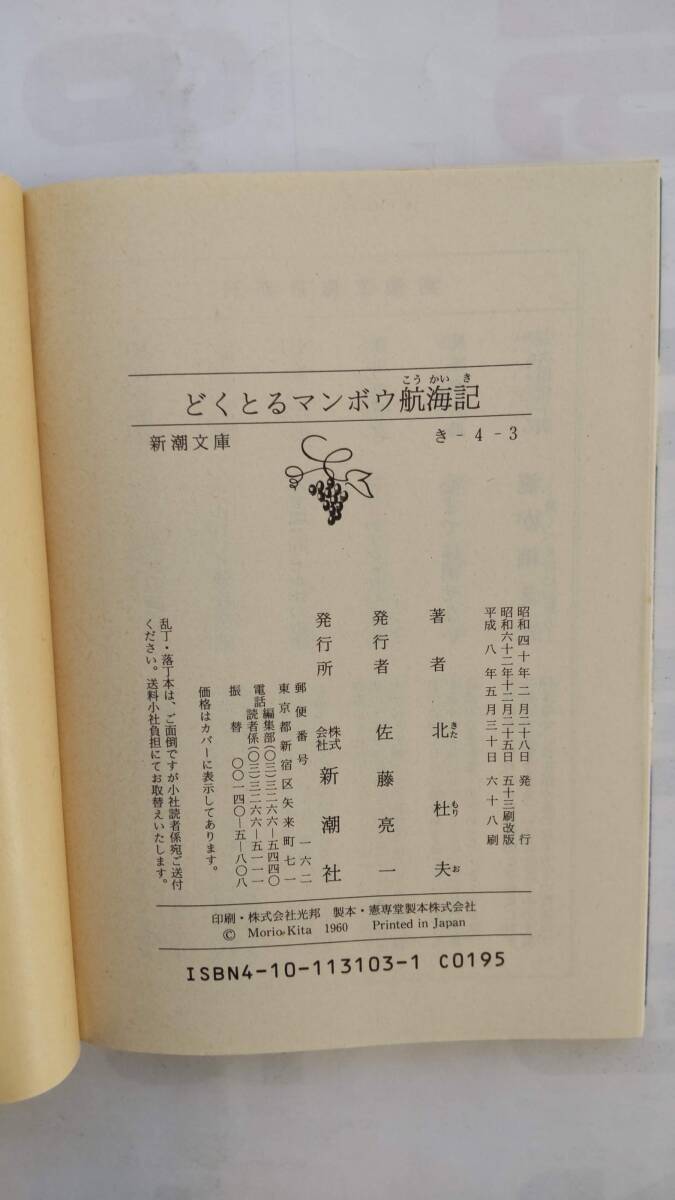 どくとるマンボウ航海記
こうかいき
新潮文庫
き-4-3
昭和四十年二月二十八日 発行
昭和六十二年十二月二十五日 五十三刷改版
平成八年五月三十日 六十八刷
著者 北杜夫
きた もり お
発行者 佐藤亮一
発行所 株式会社 新潮社
郵便番号 一六二
東京都新宿区矢来町七一
電話 編集部(〇三)三二六六―五四四〇
読者係(〇三)三二六六―五一一一
振替 〇〇一四〇―五―八〇八
価格はカバーに表示してあります。
乱丁・落丁本は、ご面倒ですが小社読者係宛ご送付
ください。送料小社負担にてお取替えいたします。
印刷・株式会社光邦 製本・憲専堂製本株式会社
© Morio Kita 1960 Printed in Japan
ISBN4-10-113103-1 C0195